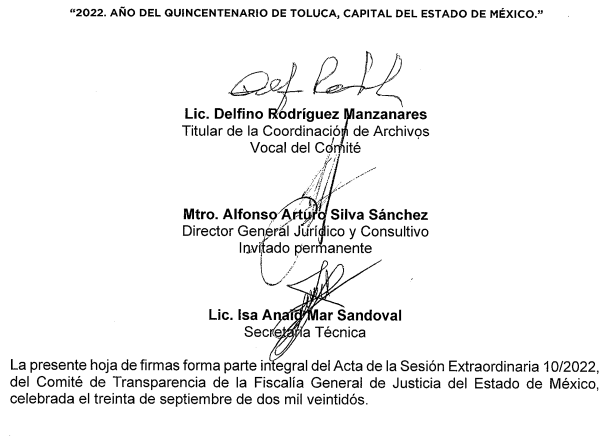 “2022. AÑO DEL QUINCENTENARIO DE TOLUCA, CAPITAL DEL ESTADO DE MÉXICO.”
Lic. Delfino Rodríguez Manzanares
Titular de la Coordinación de Archivos
Vocal del Comité
Mtro. Alfonso Arturo Silva Sánchez
Director General Jurídico y Consultivo
Invitado permanente
Lic. Isa Anaid Mar Sandoval
Secretaria Técnica
La presente hoja de firmas forma parte integral del Acta de la Sesión Extraordinaria 10/2022,
del Comité de Transparencia de la Fiscalía General de Justicia del Estado de México,
celebrada el treinta de septiembre de dos mil veintidós.